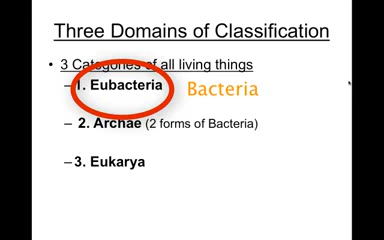 Three Domains of Classification
• 3 Categories of all living things
– 1. Eubacteria Bacteria
– 2. Archae (2 forms of Bacteria)
– 3. Eukarya